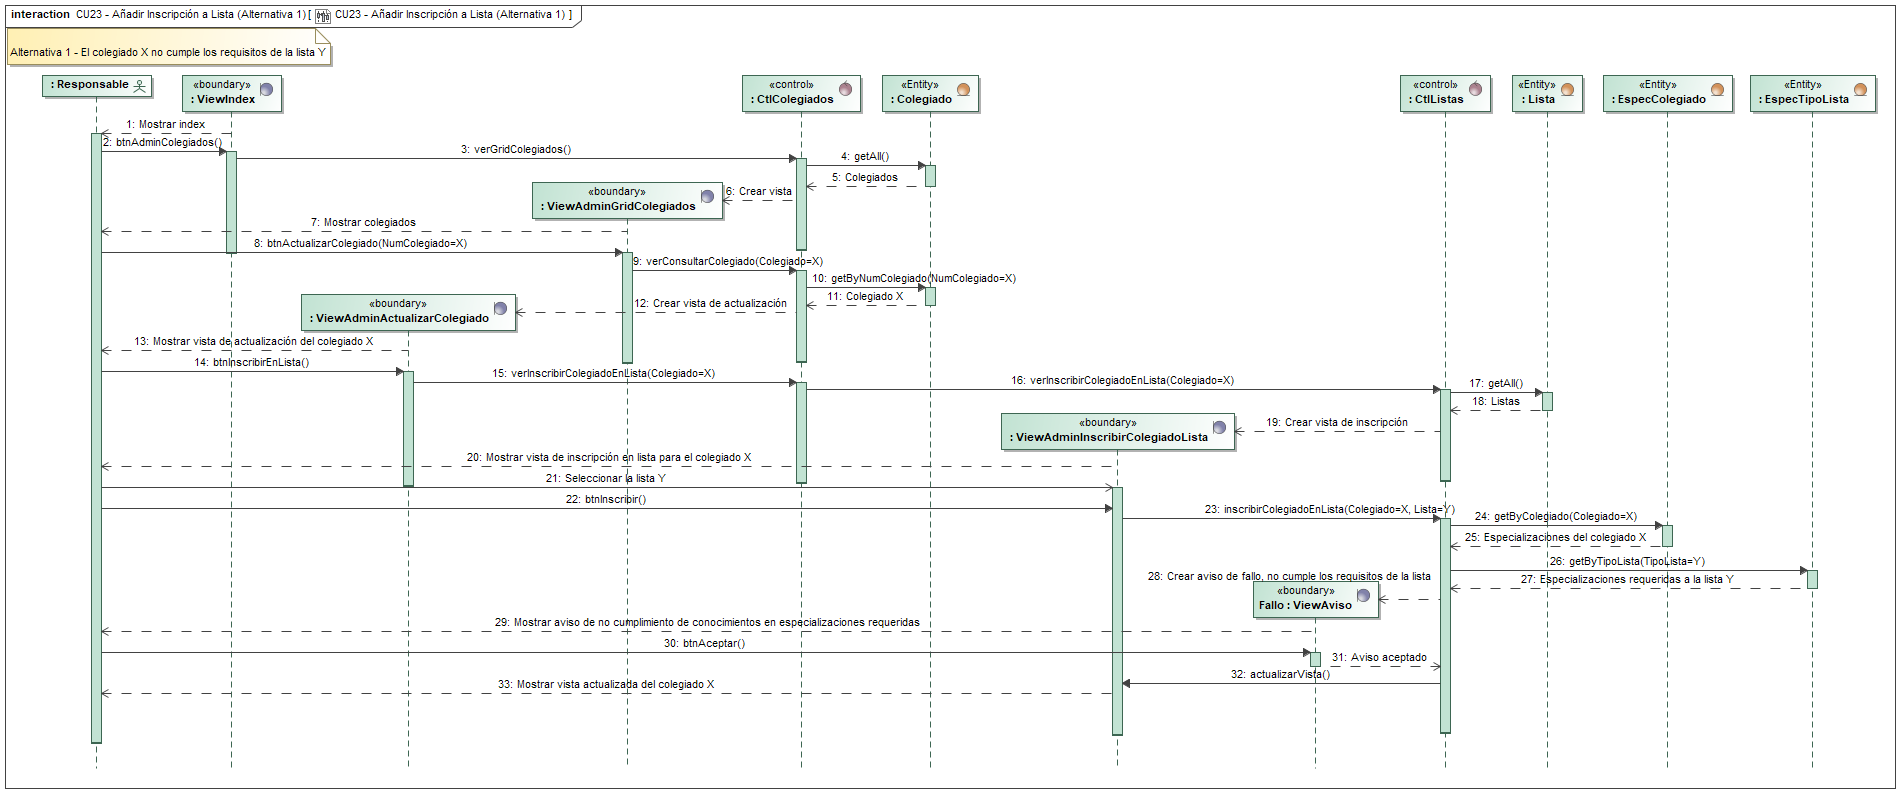 interaction CU23 - Añadir Inscripción a Lista (Alternativa 1) [ CU23 - Añadir Inscripción a Lista (Alternativa 1) ]
Alternativa 1 - El colegiado X no cumple los requisitos de la lista Y
: Responsable
«boundary»
: ViewIndex
«control»
: CtlColegiados
«Entity»
: Colegiado
«control»
: CtlListas
«Entity»
: Lista
«Entity»
: EspecColegiado
«Entity»
: EspecTipoLista
1: Mostrar index
2: btnAdminColegiados()
3: verGridColegiados()
4: getAll()
5: Colegiados
6: Crear vista
«boundary»
: ViewAdminGridColegiados
7: Mostrar colegiados
8: btnActualizarColegiado(NumColegiado=X)
9: verConsultarColegiado(Colegiado=X)
10: getByNumColegiado(NumColegiado=X)
11: Colegiado X
12: Crear vista de actualización
«boundary»
: ViewAdminActualizarColegiado
13: Mostrar vista de actualización del colegiado X
14: btnInscribirEnLista()
15: verInscribirColegiadoEnLista(Colegiado=X)
16: verInscribirColegiadoEnLista(Colegiado=X)
17: getAll()
18: Listas
19: Crear vista de inscripción
«boundary»
: ViewAdminInscribirColegiadoLista
20: Mostrar vista de inscripción en lista para el colegiado X
21: Seleccionar la lista Y
22: btnInscribir()
23: inscribirColegiadoEnLista(Colegiado=X, Lista=Y)
24: getByColegiado(Colegiado=X)
25: Especializaciones del colegiado X
26: getByTipoLista(TipoLista=Y)
27: Especializaciones requeridas a la lista Y
28: Crear aviso de fallo, no cumple los requisitos de la lista
«boundary»
Fallo : ViewAviso
29: Mostrar aviso de no cumplimiento de conocimientos en especializaciones requeridas
30: btnAceptar()
31: Aviso aceptado
32: actualizarVista()
33: Mostrar vista actualizada del colegiado X